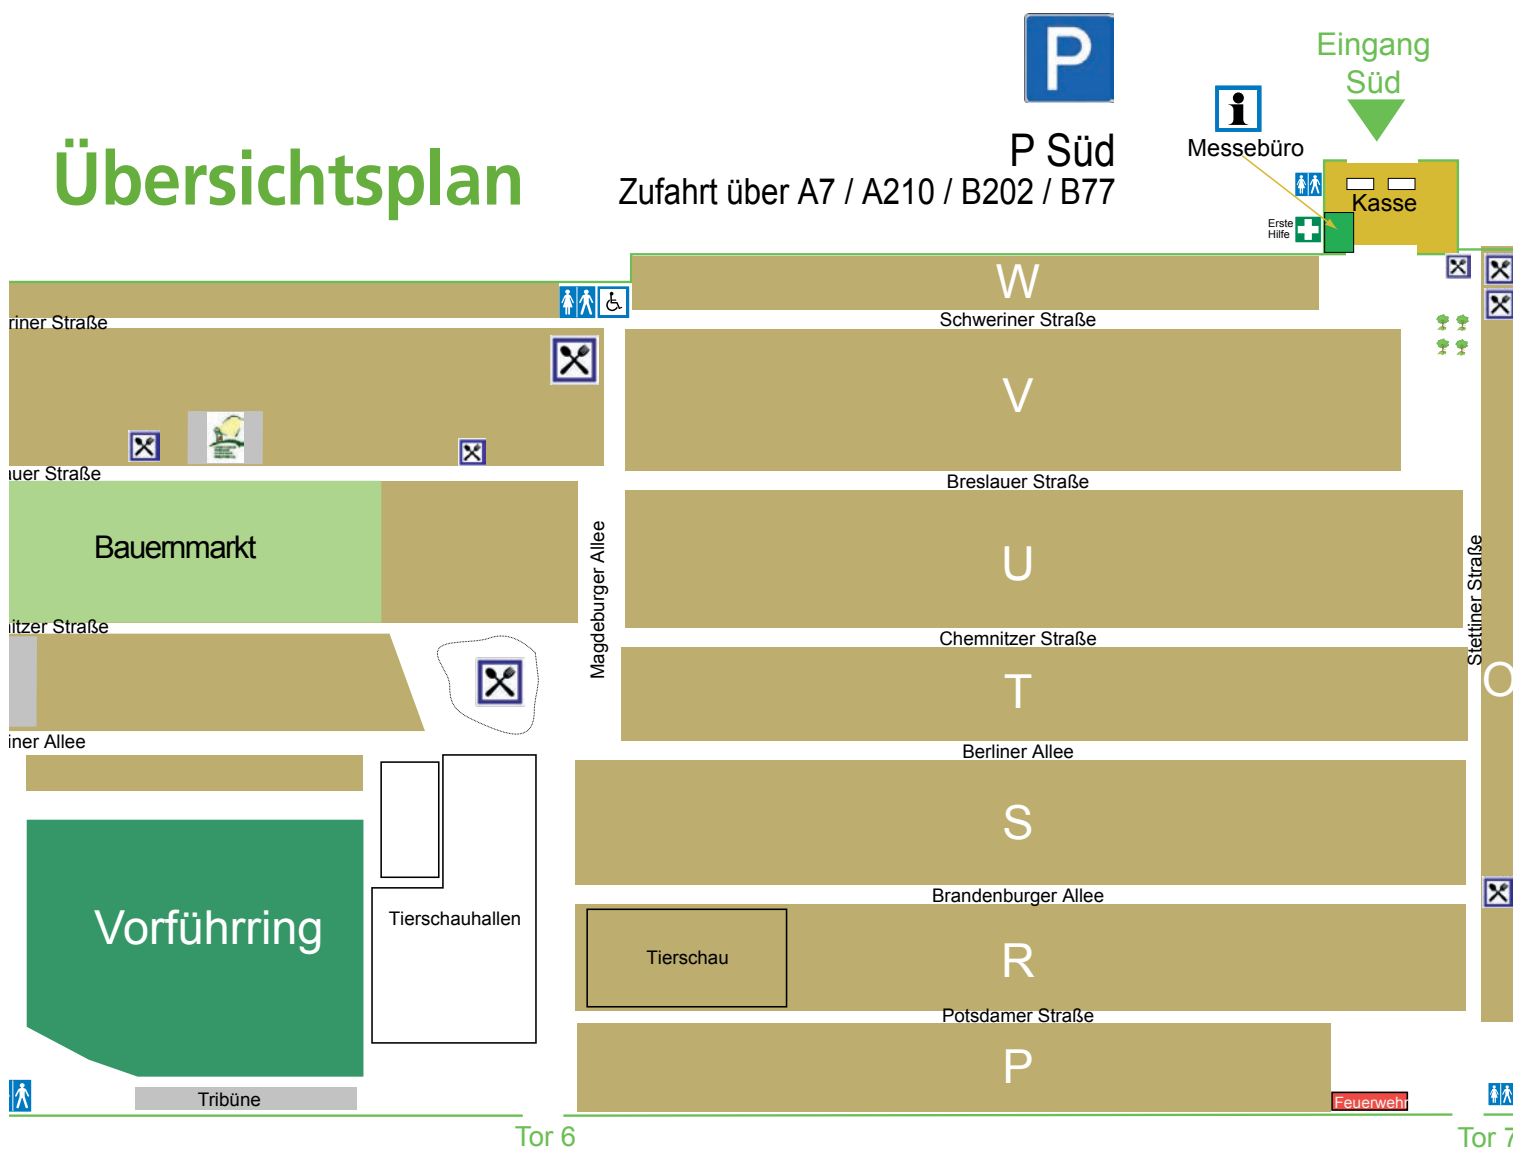 P
Eingang
Süd
Messebüro
P Süd
Übersichtsplan
Zufahrt über A7 / A210 / B202 / B77
Kasse
Erste
Hilfe
W
riner Straße
Schweriner Straße
V
auer Straße
Breslauer Straße
Bauernmarkt
Magdeburger Allee
U
Stettiner Straße
itzer Straße
Chemnitzer Straße
T
O
iner Allee
Berliner Allee
S
Brandenburger Allee
Vorführring
Tierschauhallen
Tierschau
R
Potsdamer Straße
P
Tribüne
Feuerwehr
Tor 6
Tor 7